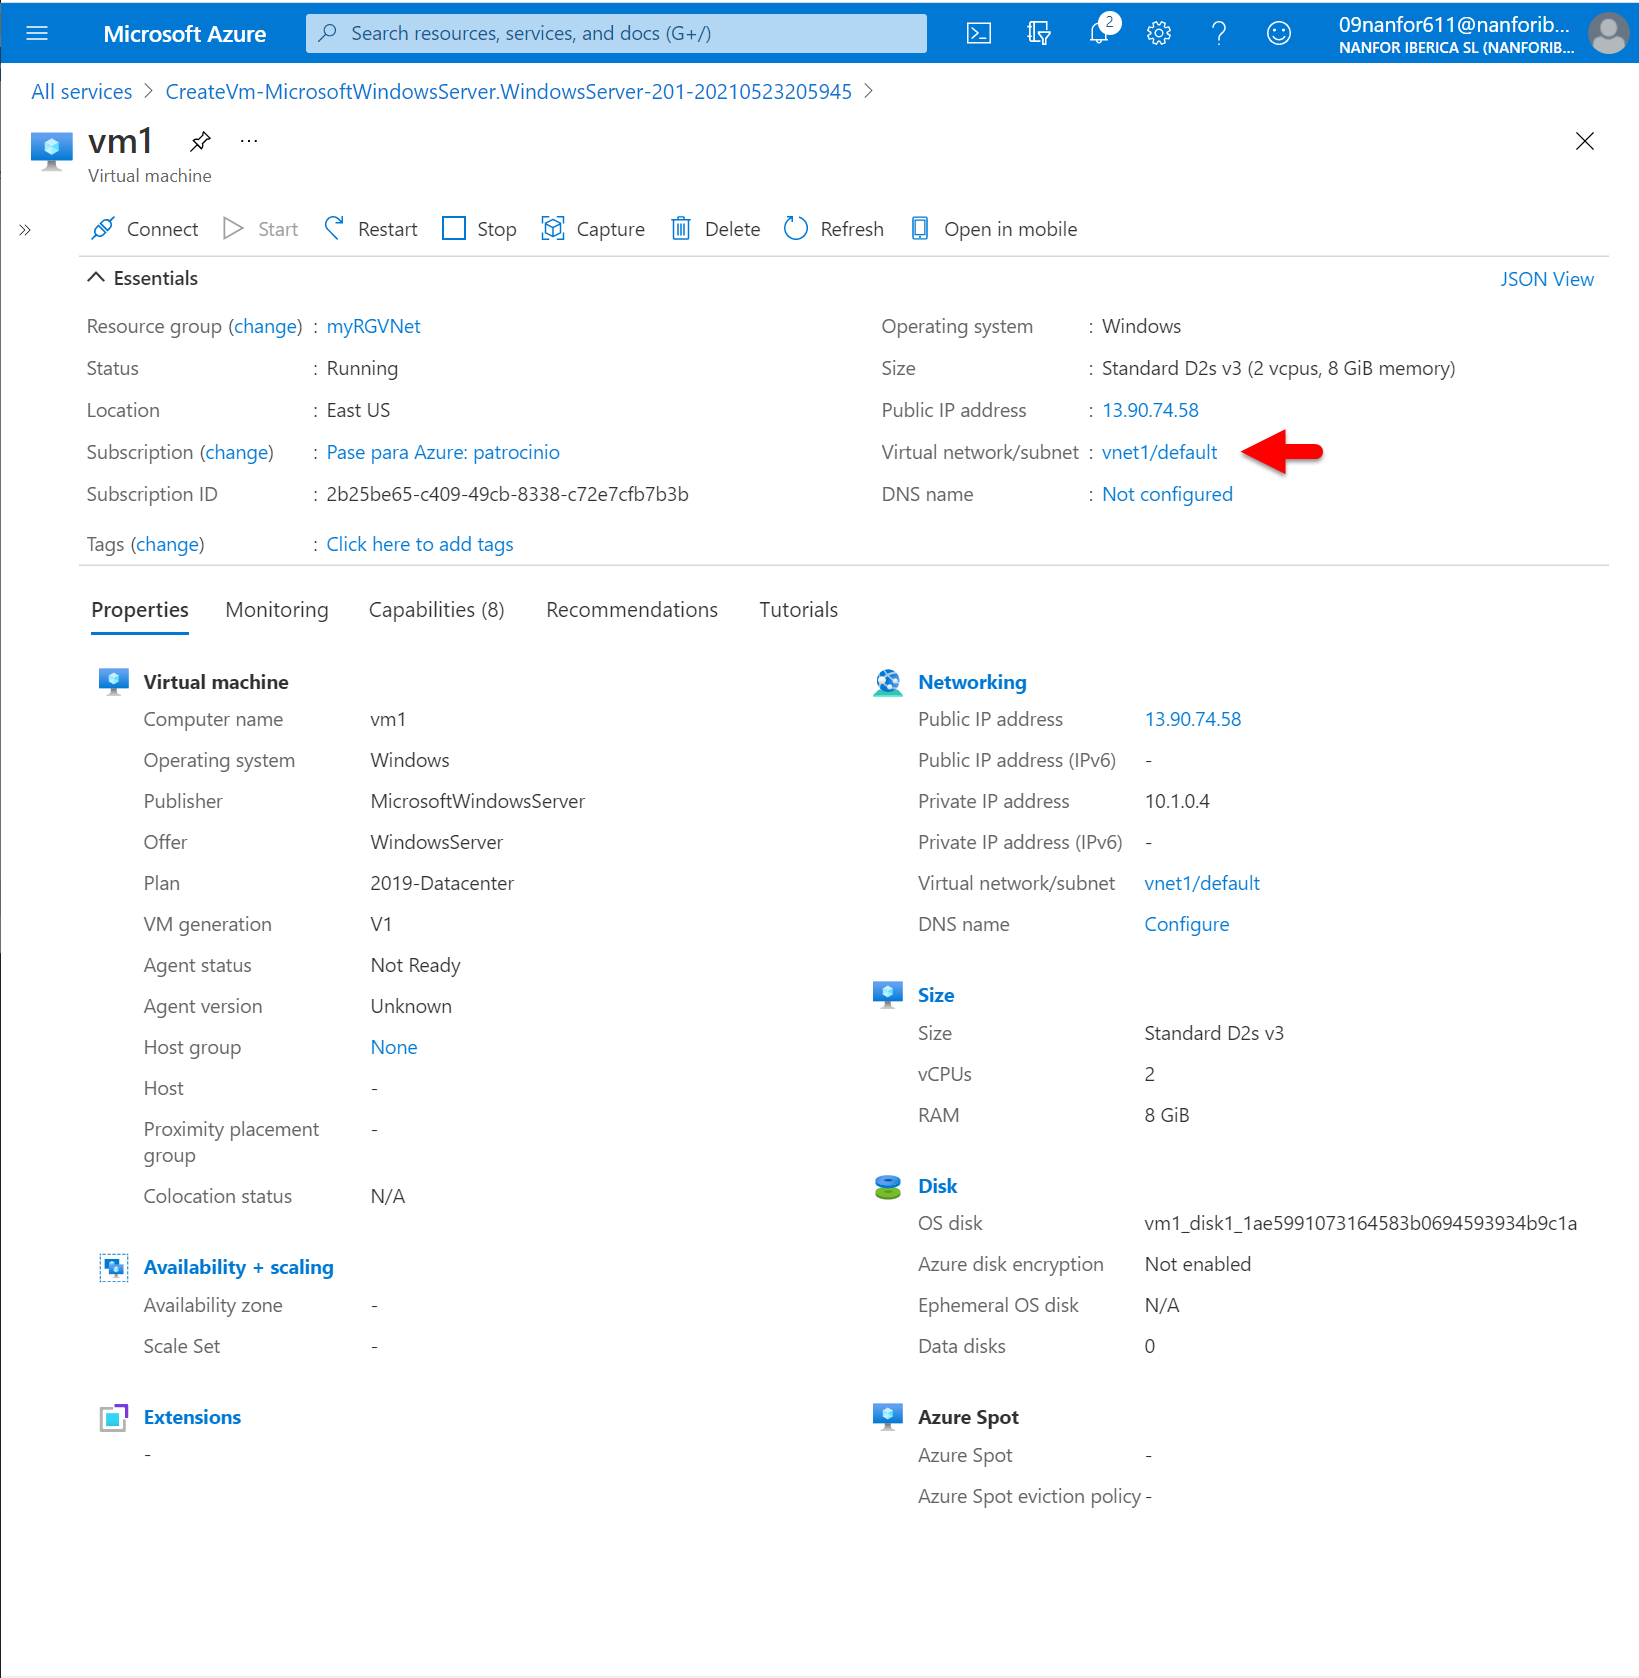 Microsoft Azure
Search resources, services, and docs (G+/)
2
09nanfor611@nanforib...
NANFOR IBERICA SL (NANFORIB...
All services > CreateVm-MicrosoftWindowsServer.WindowsServer-201-20210523205945 >
vm1 ...
Virtual machine
Connect Start Restart Stop Capture Delete Refresh Open in mobile
Essentials JSON View
Resource group (change) : myRGVNet
Status : Running
Location : East US
Subscription (change) : Pase para Azure: patrocinio
Subscription ID : 2b25be65-c409-49cb-8338-c72e7cfb7b3b
Tags (change) : Click here to add tags
Operating system : Windows
Size : Standard D2s v3 (2 vcpus, 8 GiB memory)
Public IP address : 13.90.74.58
Virtual network/subnet : vnet1/default
DNS name : Not configured
Properties Monitoring Capabilities (8) Recommendations Tutorials
Virtual machine
Computer name vm1
Operating system Windows
Publisher MicrosoftWindowsServer
Offer WindowsServer
Plan 2019-Datacenter
VM generation V1
Agent status Not Ready
Agent version Unknown
Host group None
Host -
Proximity placement -
group
Colocation status N/A
Availability + scaling
Availability zone -
Scale Set -
Extensions
-
Networking
Public IP address 13.90.74.58
Public IP address (IPv6) -
Private IP address 10.1.0.4
Private IP address (IPv6) -
Virtual network/subnet vnet1/default
DNS name Configure
Size
Size Standard D2s v3
vCPUs 2
RAM 8 GiB
Disk
OS disk vm1_disk1_1ae5991073164583b0694593934b9c1a
Azure disk encryption Not enabled
Ephemeral OS disk N/A
Data disks 0
Azure Spot
Azure Spot -
Azure Spot eviction policy -